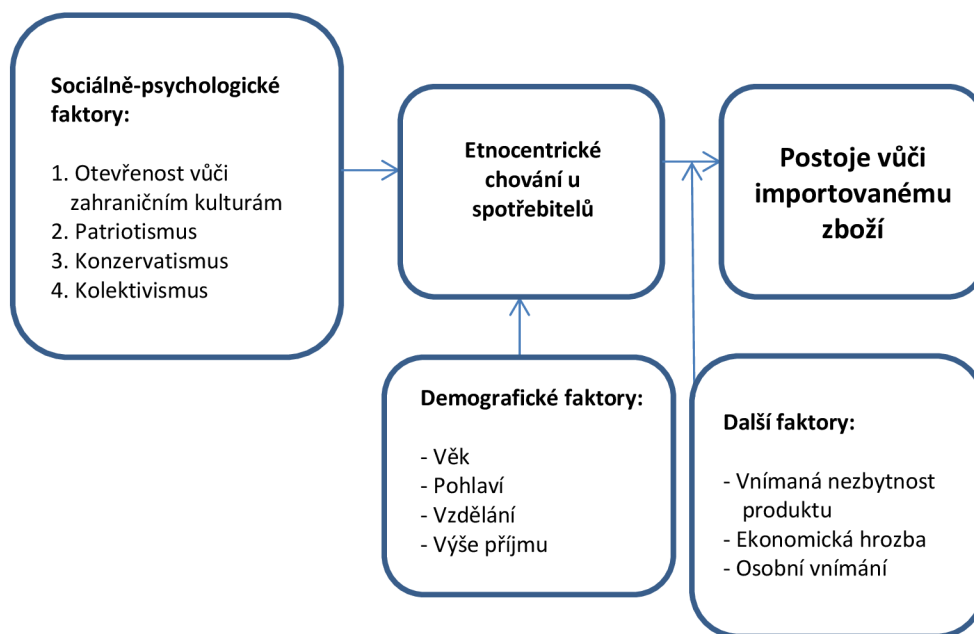 Sociálně-psychologické
faktory:
1. Otevřenost vůči
zahraničním kulturám
2. Patriotismus
3. Konzervatismus
4. Kolektivismus
Etnocentrické
chování u
spotřebitelů
Postoje vůči
importovanému
zboží
Demografické faktory:
- Věk
- Pohlaví
- Vzdělání
- Výše příjmu
Další faktory:
- Vnímaná nezbytnost
produktu
- Ekonomická hrozba
- Osobní vnímání